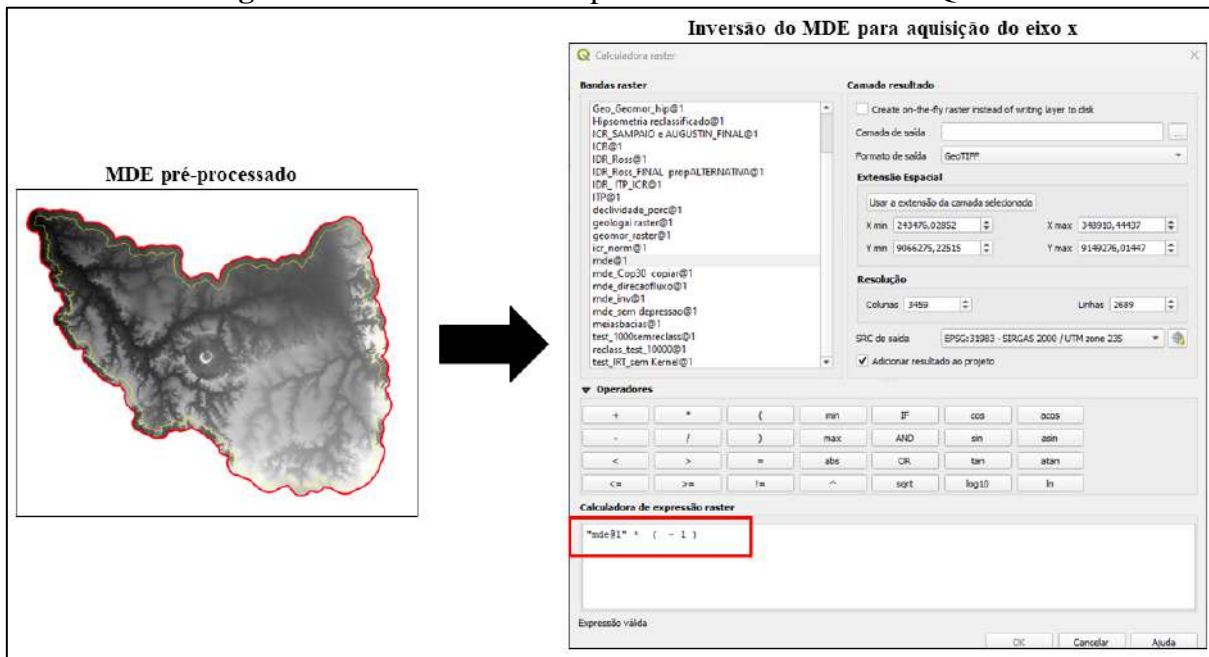 Inversão do MDE para aquisição do eixo x
MDE pré-processado
Calculadora raster
Bandas raster
Geo_Geomor_hip@1
Hipsometria reclassificado@1
ICR_SAMPAIO e AUGUSTIN_FINAL@1
ICR@1
IDR_Ross@1
IDR_Ross_FINAL_prepALTERNATIVA@1
IDR_ITP_ICR@1
ITP@1
declividade_porc@1
geologai raster@1
geomor_raster@1
icr_norm@1
mde@1
mde_Cop30 copiar@1
mde_direcaofluxo@1
mde_inv@1
mde_sem depressao@1
meiasbacias@1
test_1000semreclass@1
reclass_test_10000@1
test_IRT_sem Kernel@1
Camada resultado
Create on-the-fly raster instead of writing layer to disk
Camada de saída
...
Formato de saída GeoTIFF
Extensão Espacial
Usar a extensão da camada selecionada
X min 243476,02852 X max 348910,44437
Y min 9066275,22515 Y max 9149276,01447
Resolução
Colunas 3459 Linhas 2689
SRC de saída EPSG:31983 - SIRGAS 2000 / UTM zone 23S
Adicionar resultado ao projeto
Operadores
+ * ( min IF cos acos
- / ) max AND sin asin
< > = abs OR tan atan
<= >= != ^ sqrt log10 ln
Calculadora de expressão raster
"mde@1" * ( - 1 )
Expressão válida
OK Cancelar Ajuda